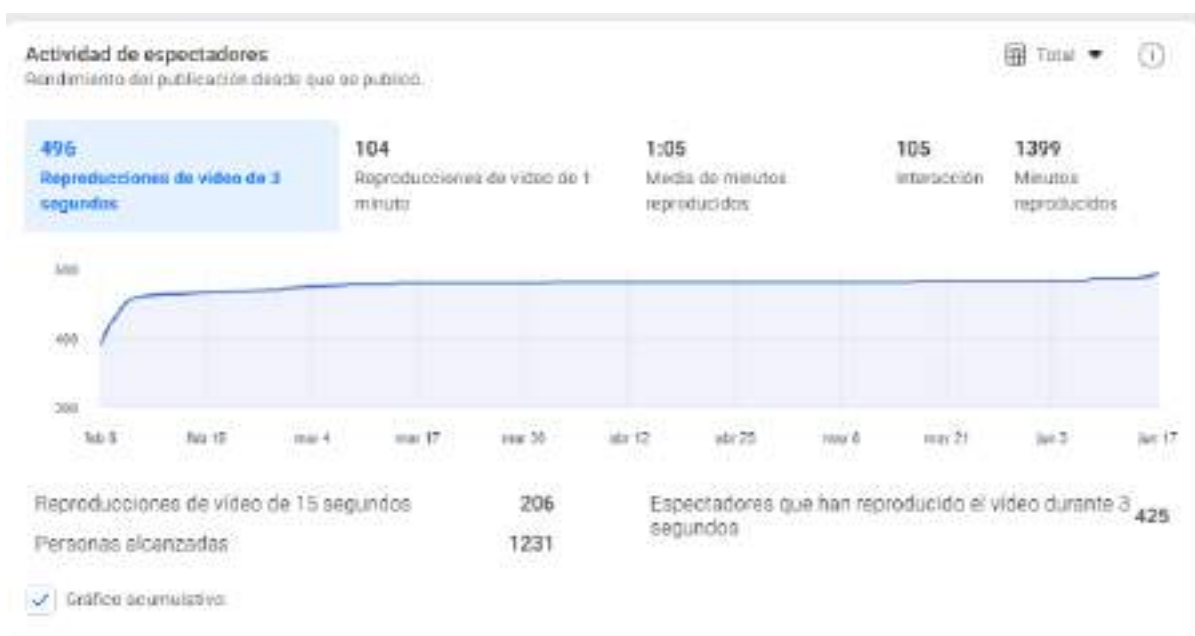 Actividad de espectadores
Rendimiento del publicación desde que se publicó.
Total
496
Reproducciones de vídeo de 3
segundos
104
Reproducciones de vídeo de 1
minuto
1:05
Media de minutos
reproducidos
105
Interacción
1399
Minutos
reproducidos
500
400
300
feb 15
mar 4
mar 17
mar 30
abr 12
abr 25
may 8
may 21
jun 3
jun 17
Reproducciones de vídeo de 15 segundos 206
Personas alcanzadas 1231
Espectadores que han reproducido el vídeo durante 3
segundos 425
Gráfico acumulativo